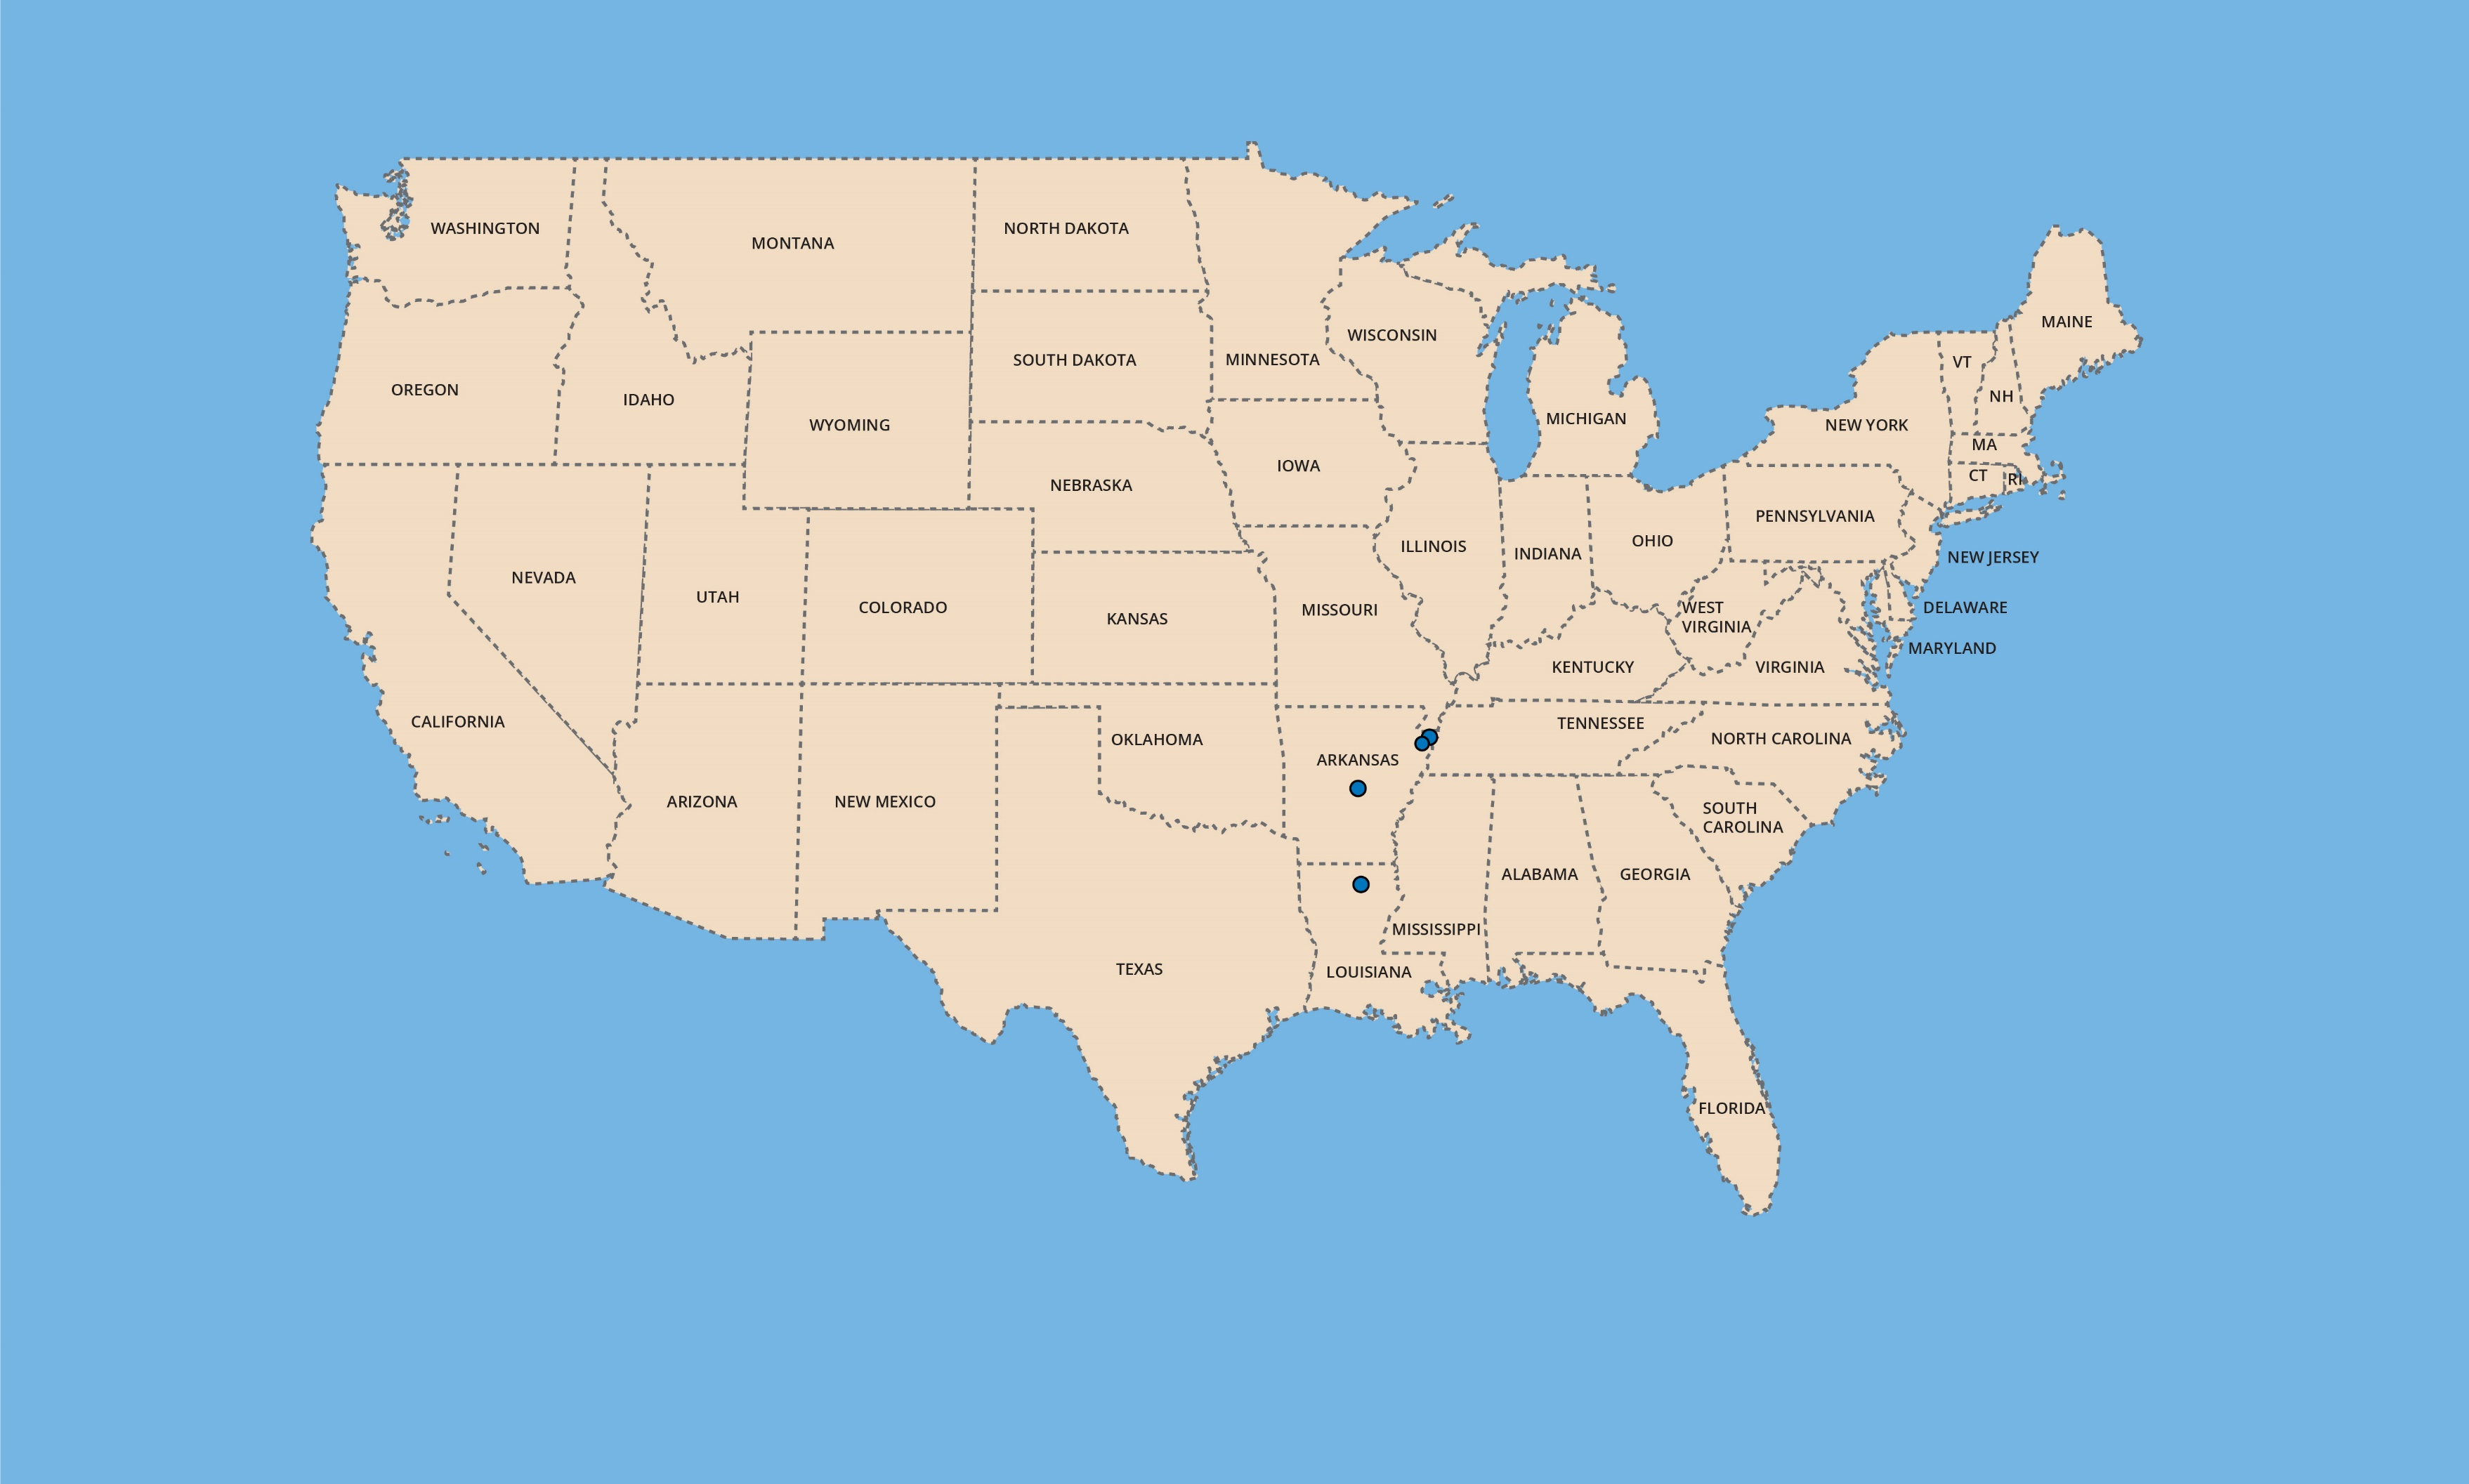 WASHINGTON
MONTANA
NORTH DAKOTA
MINNESOTA
WISCONSIN
MICHIGAN
MAINE
VT
NH
NEW YORK
MA
CT
RI
OREGON
IDAHO
WYOMING
SOUTH DAKOTA
NEBRASKA
IOWA
ILLINOIS
INDIANA
OHIO
PENNSYLVANIA
NEW JERSEY
DELAWARE
MARYLAND
WEST
VIRGINIA
VIRGINIA
NEVADA
UTAH
COLORADO
KANSAS
MISSOURI
KENTUCKY
CALIFORNIA
ARIZONA
NEW MEXICO
OKLAHOMA
ARKANSAS
TENNESSEE
NORTH CAROLINA
SOUTH
CAROLINA
TEXAS
LOUISIANA
MISSISSIPPI
ALABAMA
GEORGIA
FLORIDA